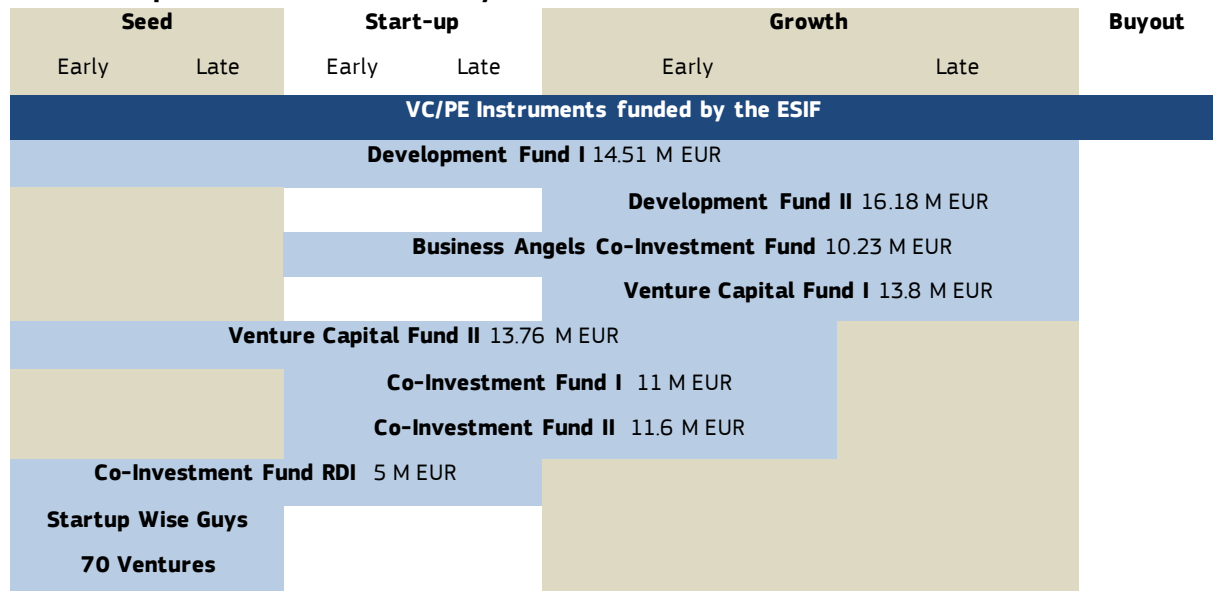 Seed Start-up Growth Buyout
Early Late Early Late Early Late
VC/PE Instruments funded by the ESIF
Development Fund I 14.51 M EUR
Development Fund II 16.18 M EUR
Business Angels Co-Investment Fund 10.23 M EUR
Venture Capital Fund I 13.8 M EUR
Venture Capital Fund II 13.76 M EUR
Co-Investment Fund I 11 M EUR
Co-Investment Fund II 11.6 M EUR
Co-Investment Fund RDI 5 M EUR
Startup Wise Guys
70 Ventures